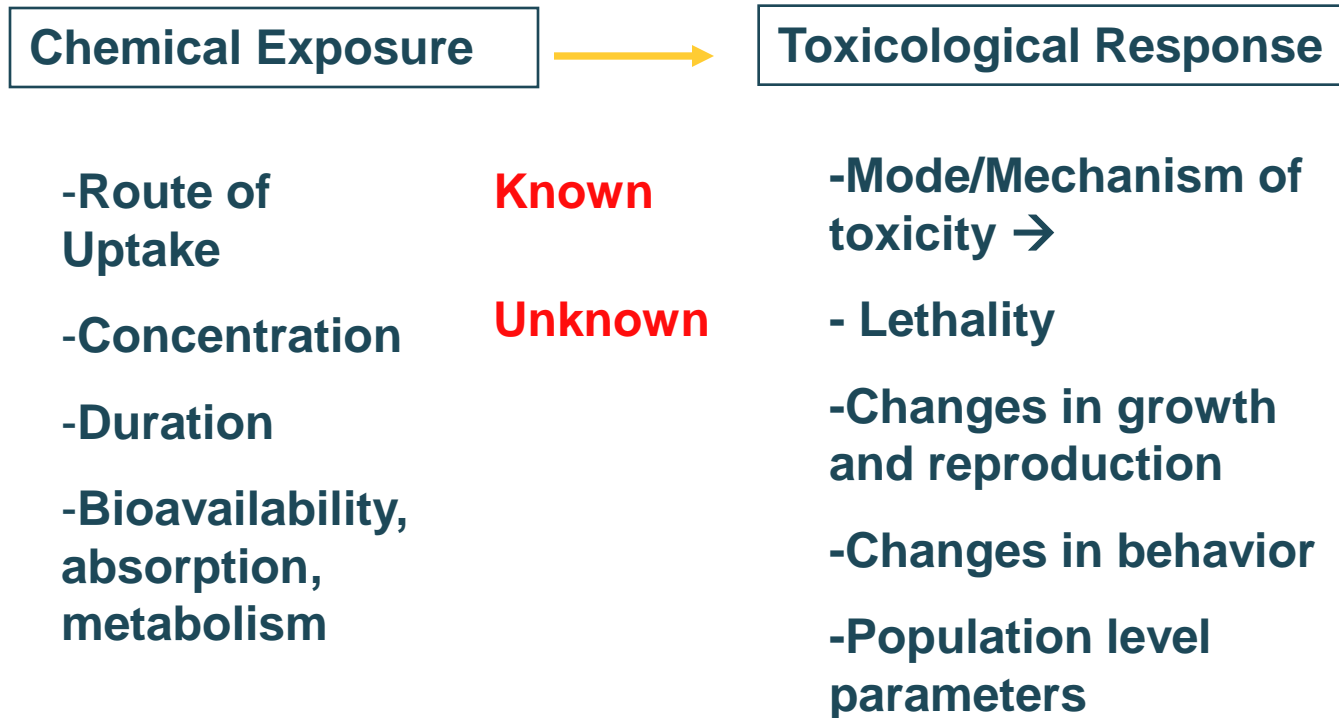 Chemical Exposure
Toxicological Response
-Route of
Uptake
-Concentration
-Duration
-Bioavailability,
absorption,
metabolism
Known
Unknown
-Mode/Mechanism of
toxicity →
- Lethality
-Changes in growth
and reproduction
-Changes in behavior
-Population level
parameters